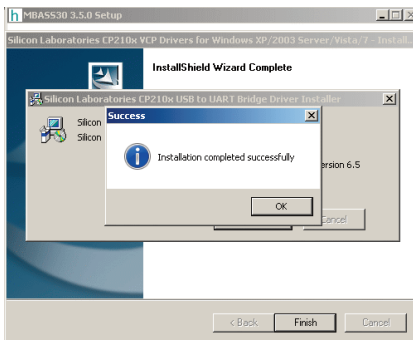 h MBASS30 3.5.0 Setup
Silicon Laboratories CP210x VCP Drivers for Windows XP/2003 Server/Vista/7 - Install..
InstallShield Wizard Complete
Silicon Laboratories CP210x USB to UART Bridge Driver Installer
Success
Silicon
Silicon
Installation completed successfully
ersion 6.5
OK
Cancel
< Back
Finish
Cancel